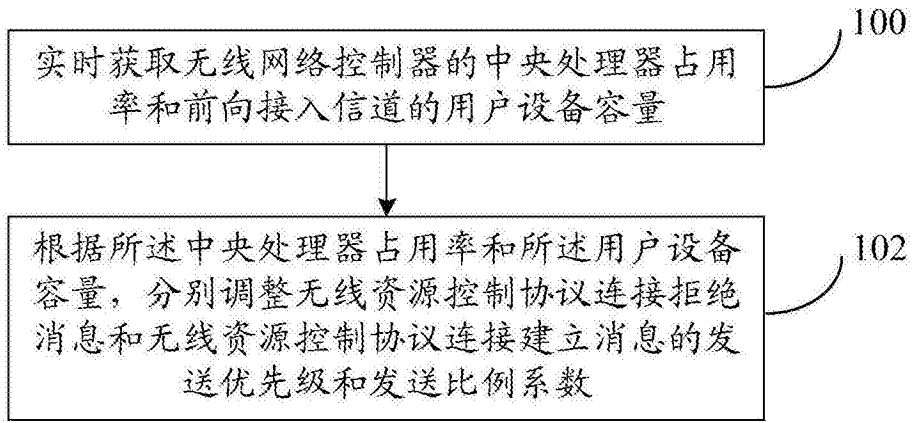 100
实时获取无线网络控制器的中央处理器占用
率和前向接入信道的用户设备容量
102
根据所述中央处理器占用率和所述用户设备
容量，分别调整无线资源控制协议连接拒绝
消息和无线资源控制协议连接建立消息的发
送优先级和发送比例系数